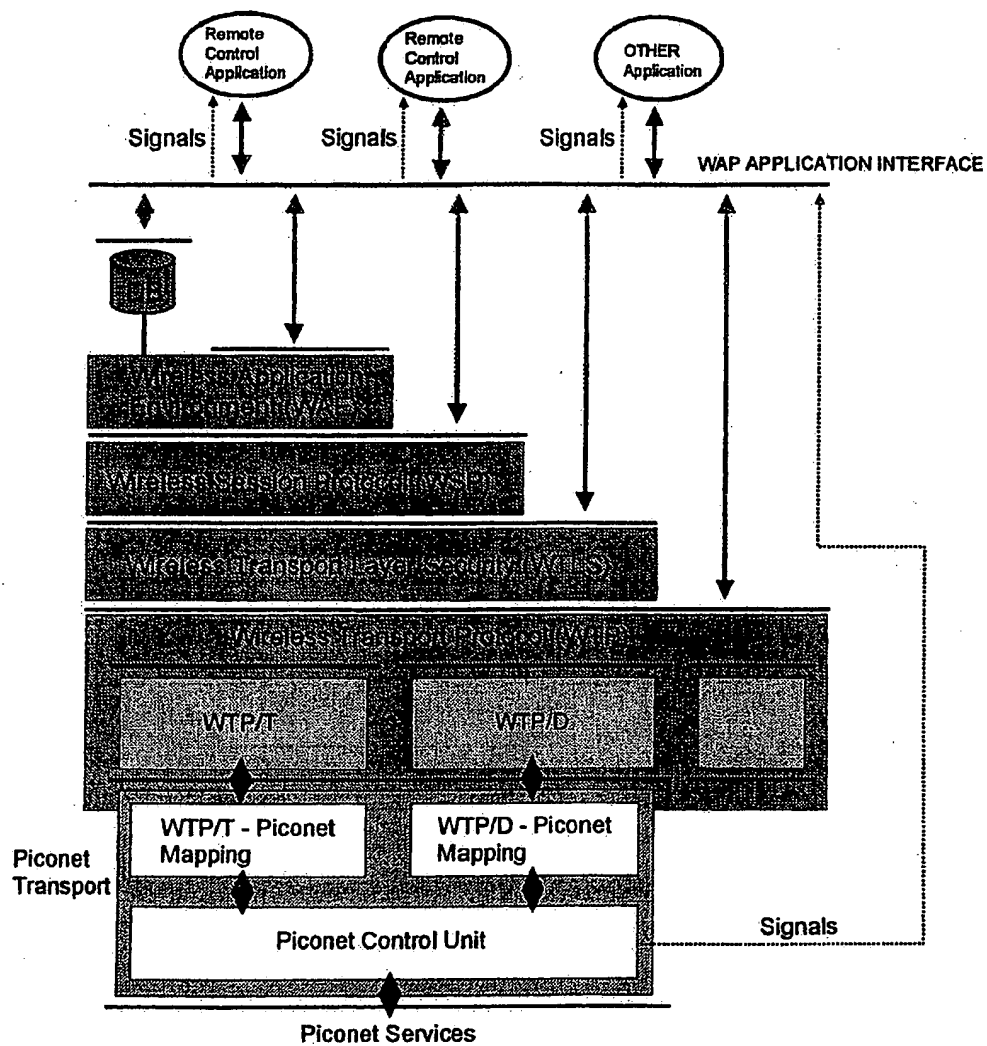 Remote
Control
Application
Remote
Control
Application
OTHER
Application
Signals
Signals
Signals
WAP APPLICATION INTERFACE
Wireless Application
Environment (WAE)
Wireless Session Protocol (WSP)
Wireless Transport Layer Security (WTLS)
Wireless Transport Protocol (WTP)
WTP/T
WTP/D
WTP/T - Piconet
Mapping
WTP/D - Piconet
Mapping
Piconet
Transport
Piconet Control Unit
Signals
Piconet Services